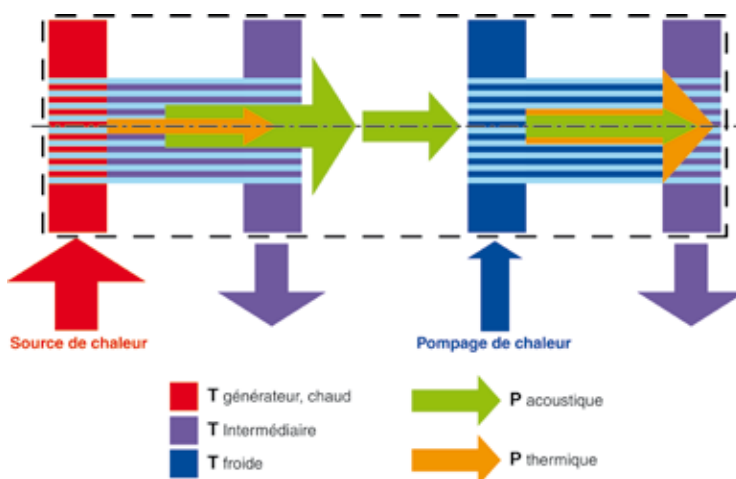 Source de chaleur
Pompage de chaleur
T générateur, chaud
P acoustique
T Intermédiaire
T froide
P thermique